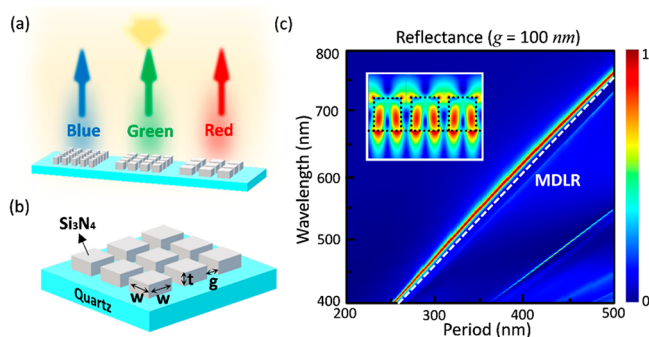 (a)
Blue
Green
Red
(b)
Si₃N₄
Quartz
w
w
t
g
(c)
Reflectance (g = 100 nm)
Wavelength (nm)
800
700
600
500
400
MDLR
200
300
400
500
Period (nm)
1
0